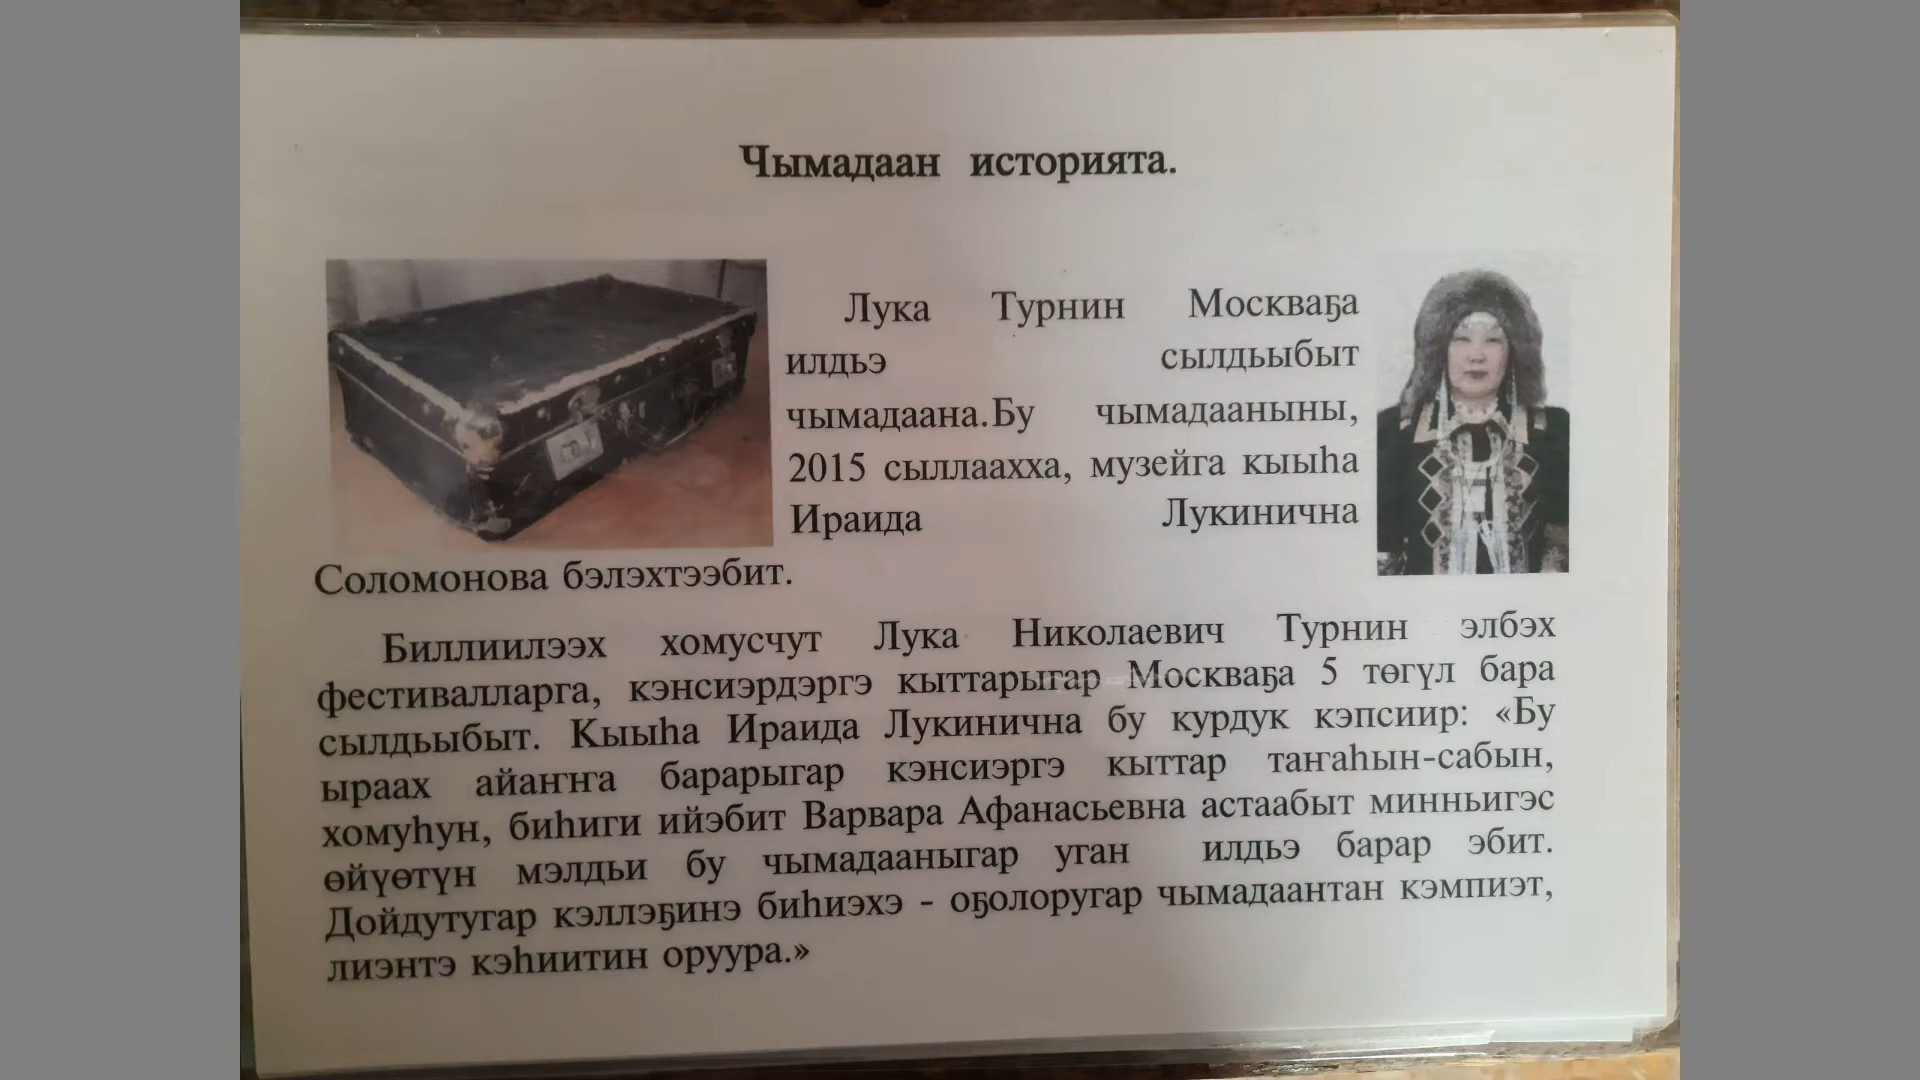 Чымадаан историята.
Лука Турнин Москваҕа
илдьэ сылдьыбыт
чымадаана.Бу чымадааныны,
2015 сыллаахха, музейга кыыһа
Ираида Лукинична
Соломонова бэлэхтээбит.
Биллиилээх хомусчут Лука Николаевич Турнин элбэх
фестивалларга, кэнсиэрдэргэ кыттарыгар Москваҕа 5 төгүл бара
сылдьыбыт. Кыыһа Ираида Лукинична бу курдук кэпсиир: «Бу
ыраах айаҥҥа барарыгар кэнсиэргэ кыттар таҥаһын-сабын,
хомуһун, биһиги ийэбит Варвара Афанасьевна астаабыт минньигэс
өйүөтүн мэлдьи бу чымадааныгар уган илдьэ барар эбит.
Дойдутугар кэллэҕинэ биһиэхэ - оҕолоругар чымадаантан кэмпиэт,
лиэнтэ кэһиитин оруура.»